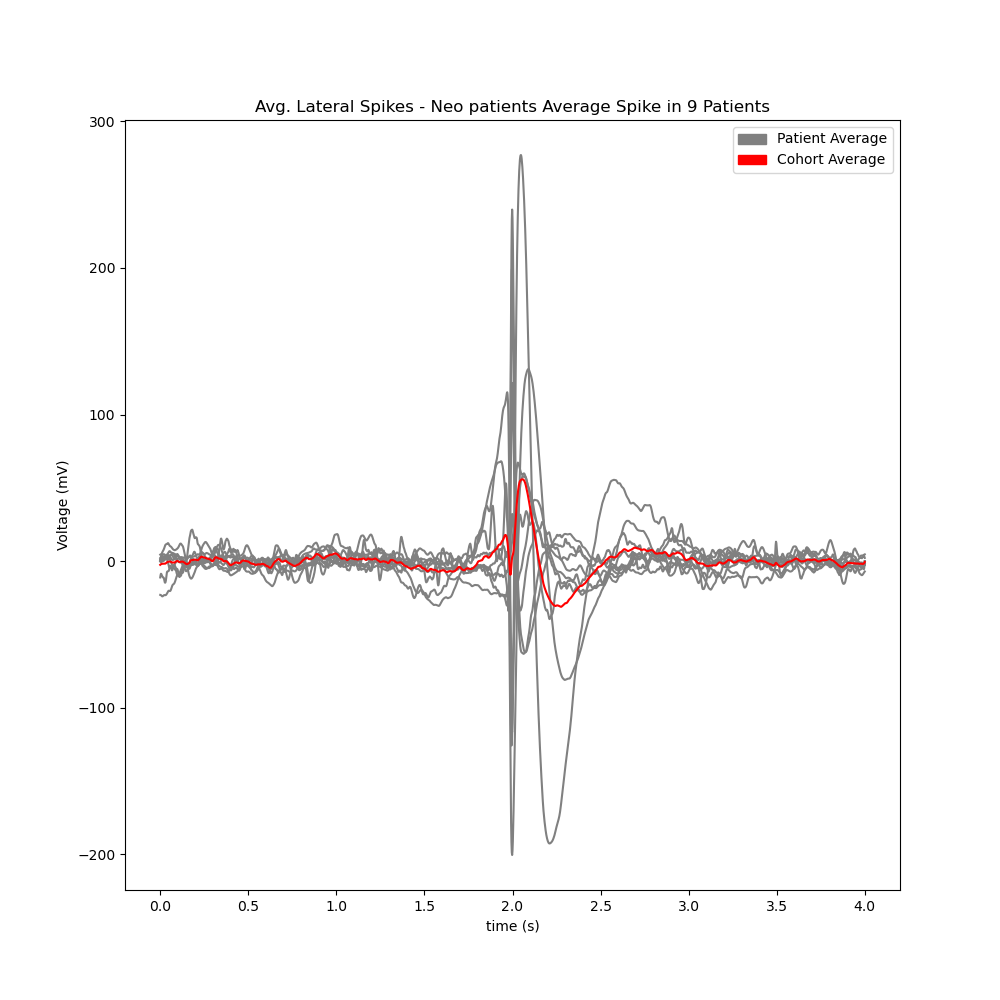 Avg. Lateral Spikes - Neo patients Average Spike in 9 Patients
Patient Average
Cohort Average
300
200
100
0
−100
−200
Voltage (mV)
0.0 0.5 1.0 1.5 2.0 2.5 3.0 3.5 4.0
time (s)